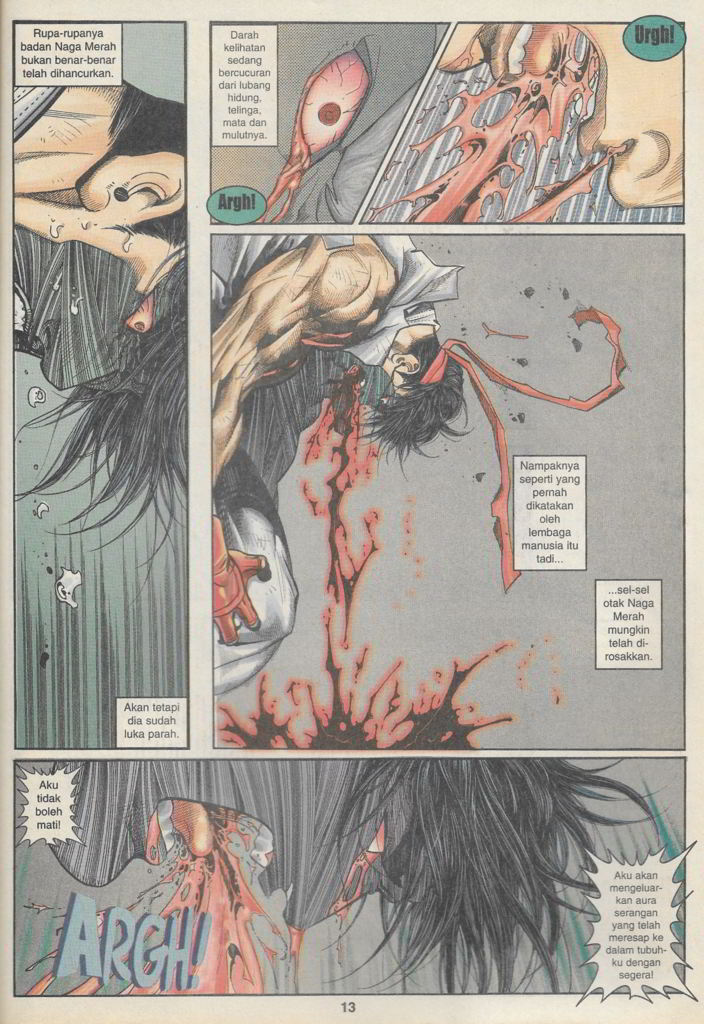 Rupa-rupanya
badan Naga Merah
bukan benar-benar
telah dihancurkan.
Akan tetapi
dia sudah
luka parah.
Darah
kelihatan
sedang
bercucuran
dari lubang
hidung,
telinga,
mata dan
mulutnya.
Argh!
Urgh!
Nampaknya
seperti yang
pernah
dikatakan
oleh
lembaga
manusia itu
tadi...
...sel-sel
otak Naga
Merah
mungkin
telah di-
rosakkan.
Aku
tidak
boleh
mati!
ARGH!
Aku akan
mengeluar-
kan aura
serangan
yang telah
meresap ke
dalam tubuh-
ku dengan
segera!
13